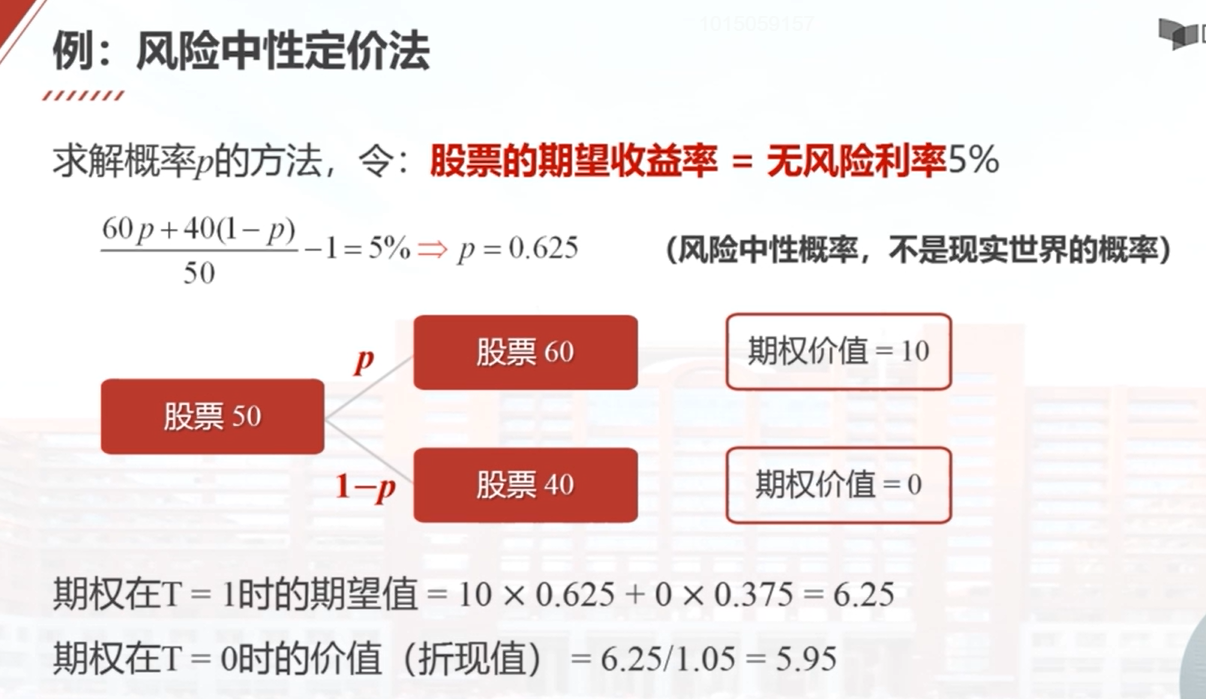 1015059157
例：风险中性定价法
求解概率p的方法，令：股票的期望收益率 = 无风险利率5%
(60p+40(1−p))/50 −1=5%⇒ p=0.625
（风险中性概率，不是现实世界的概率）
p
股票 60
期权价值 = 10
股票 50
1−p
股票 40
期权价值 = 0
期权在T = 1时的期望值 = 10 × 0.625 + 0 × 0.375 = 6.25
期权在T = 0时的价值（折现值） = 6.25/1.05 = 5.95